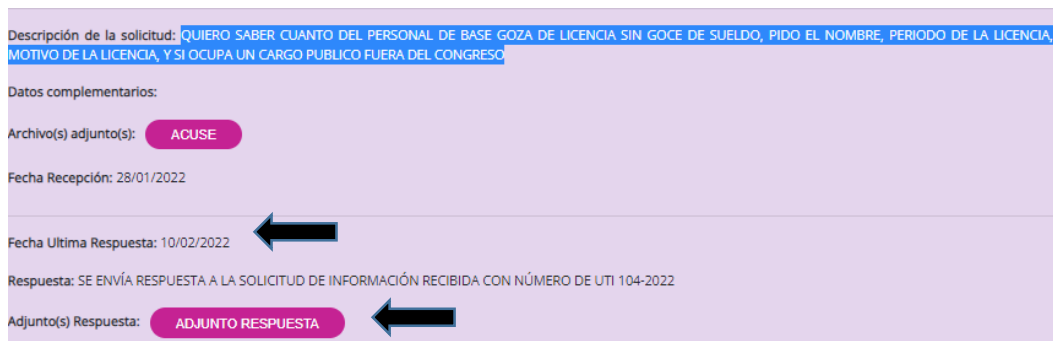 Descripción de la solicitud: QUIERO SABER CUANTO DEL PERSONAL DE BASE GOZA DE LICENCIA SIN GOCE DE SUELDO, PIDO EL NOMBRE, PERIODO DE LA LICENCIA,
MOTIVO DE LA LICENCIA, Y SI OCUPA UN CARGO PUBLICO FUERA DEL CONGRESO
Datos complementarios:
Archivo(s) adjunto(s): ACUSE
Fecha Recepción: 28/01/2022
Fecha Ultima Respuesta: 10/02/2022
Respuesta: SE ENVÍA RESPUESTA A LA SOLICITUD DE INFORMACIÓN RECIBIDA CON NÚMERO DE UTI 104-2022
Adjunto(s) Respuesta: ADJUNTO RESPUESTA